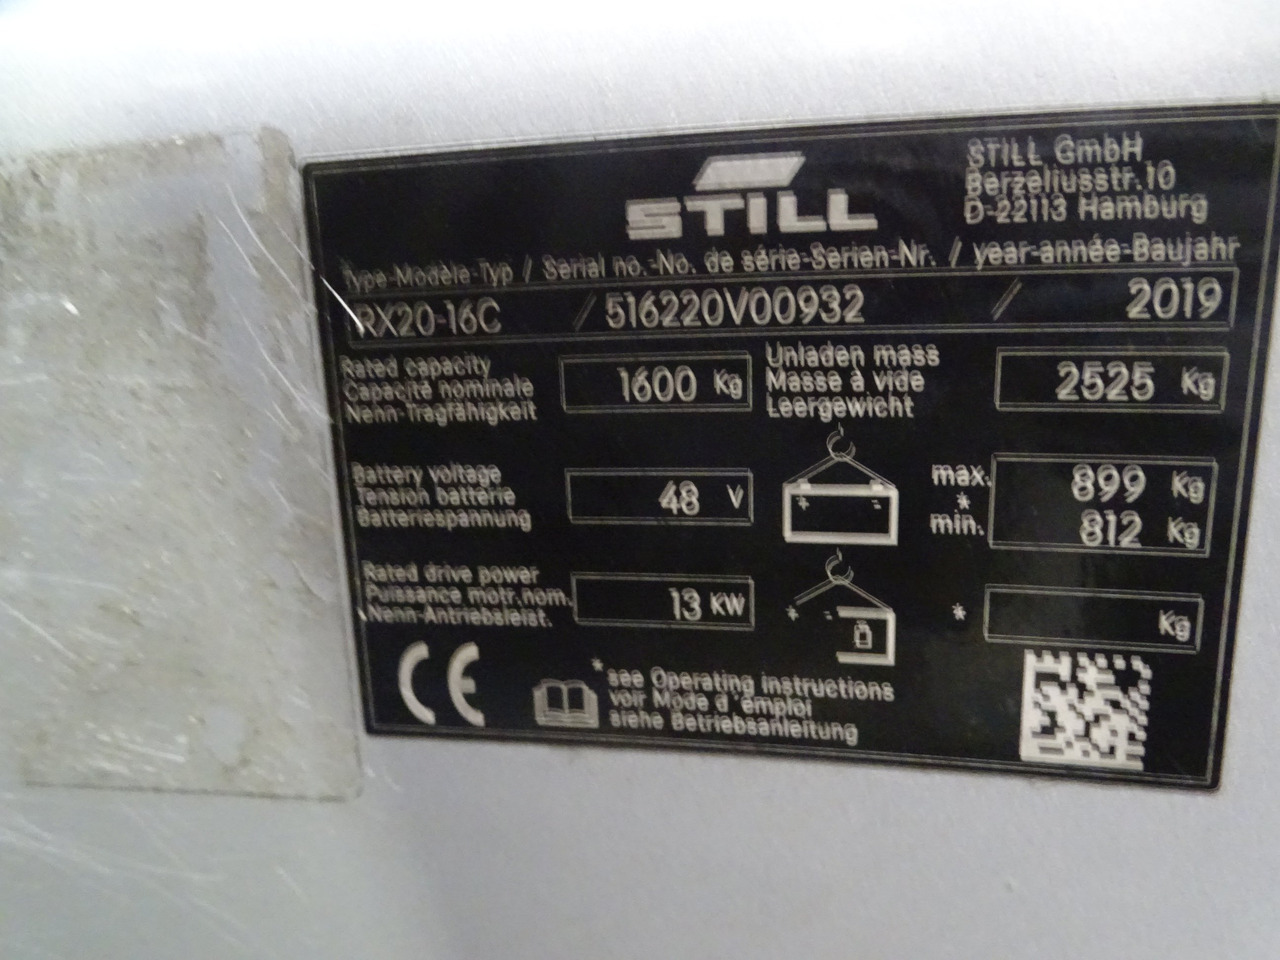 STILL
STILL GmbH
Berzeliusstr.10
D-22113 Hamburg
Type-Modèle-Typ / Serial no.-No. de série-Serien-Nr. / year-année-Baujahr
RX20-16C / 516220V00932 / 2019
Rated capacity
Capacité nominale
Nenn-Tragfähigkeit
1600 Kg
Unladen mass
Masse à vide
Leergewicht
2525 Kg
Battery voltage
Tension batterie
Batteriespannung
48 V
+ -
max. 899 Kg
*
min. 812 Kg
Rated drive power
Puissance motr.nom.
Nenn-Antriebsleist.
13 KW
+ -
* Kg
CE
*see Operating instructions
voir Mode d'emploi
siehe Betriebsanleitung